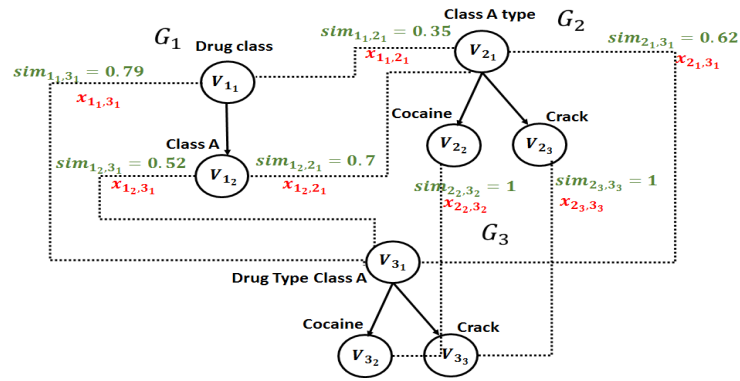 Class A type
G₁
Drug class
sim₁₁,₂₁ = 0.35
G₂
x₁₁,₂₁
V₂₁
sim₂₁,₃₁ = 0.62
x₂₁,₃₁
sim₁₁,₃₁ = 0.79
x₁₁,₃₁
V₁₁
Cocaine
Crack
Class A
V₂₂
V₂₃
sim₁₂,₃₁ = 0.52
x₁₂,₃₁
V₁₂
sim₁₂,₂₁ = 0.7
x₁₂,₂₁
sim₂₂,₃₂ = 1
x₂₂,₃₂
sim₂₃,₃₃ = 1
x₂₃,₃₃
G₃
V₃₁
Drug Type Class A
Cocaine
Crack
V₃₂
V₃₃